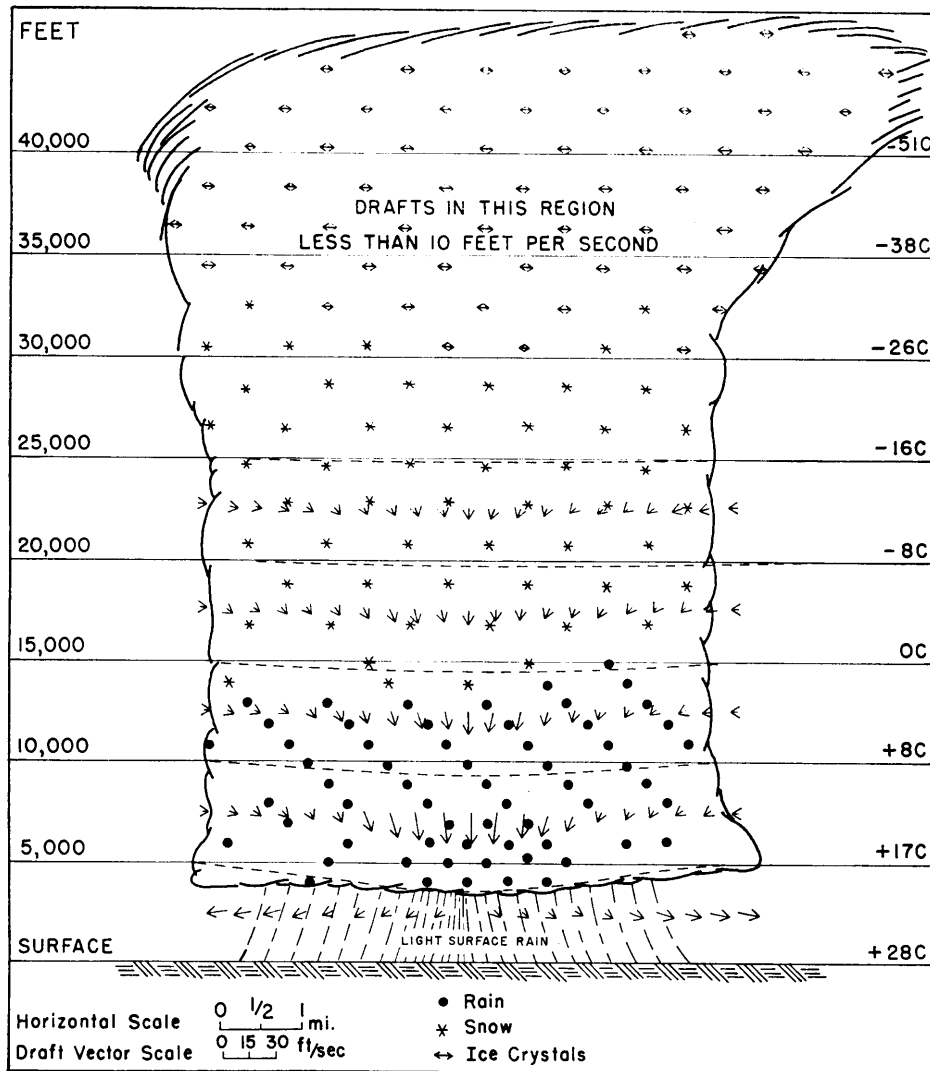 FEET
40,000 -51C
DRAFTS IN THIS REGION
LESS THAN 10 FEET PER SECOND
35,000 -38C
30,000 -26C
25,000 -16C
20,000 -8C
15,000 0C
10,000 +8C
5,000 +17C
LIGHT SURFACE RAIN
SURFACE +28C
Horizontal Scale 0 1/2 1 mi.
Draft Vector Scale 0 15 30 ft/sec
Rain
Snow
Ice Crystals